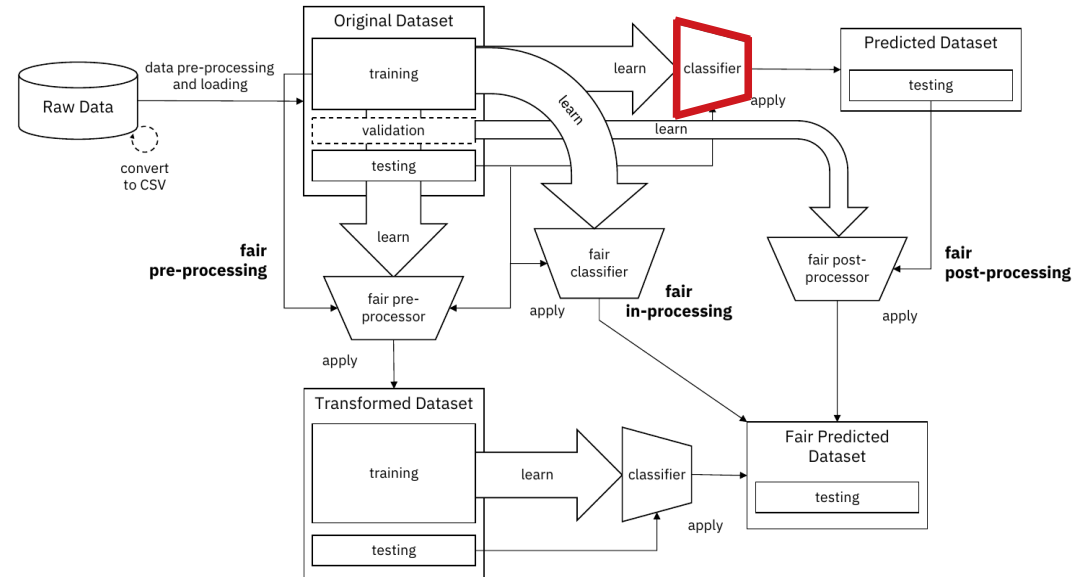 Original Dataset
training
validation
testing
Raw Data
data pre-processing
and loading
convert
to CSV
learn
classifier
apply
Predicted Dataset
testing
learn
learn
learn
fair
pre-processing
fair pre-
processor
apply
fair
classifier
apply
fair
in-processing
fair post-
processor
apply
fair
post-processing
Transformed Dataset
training
testing
learn
classifier
apply
Fair Predicted
Dataset
testing